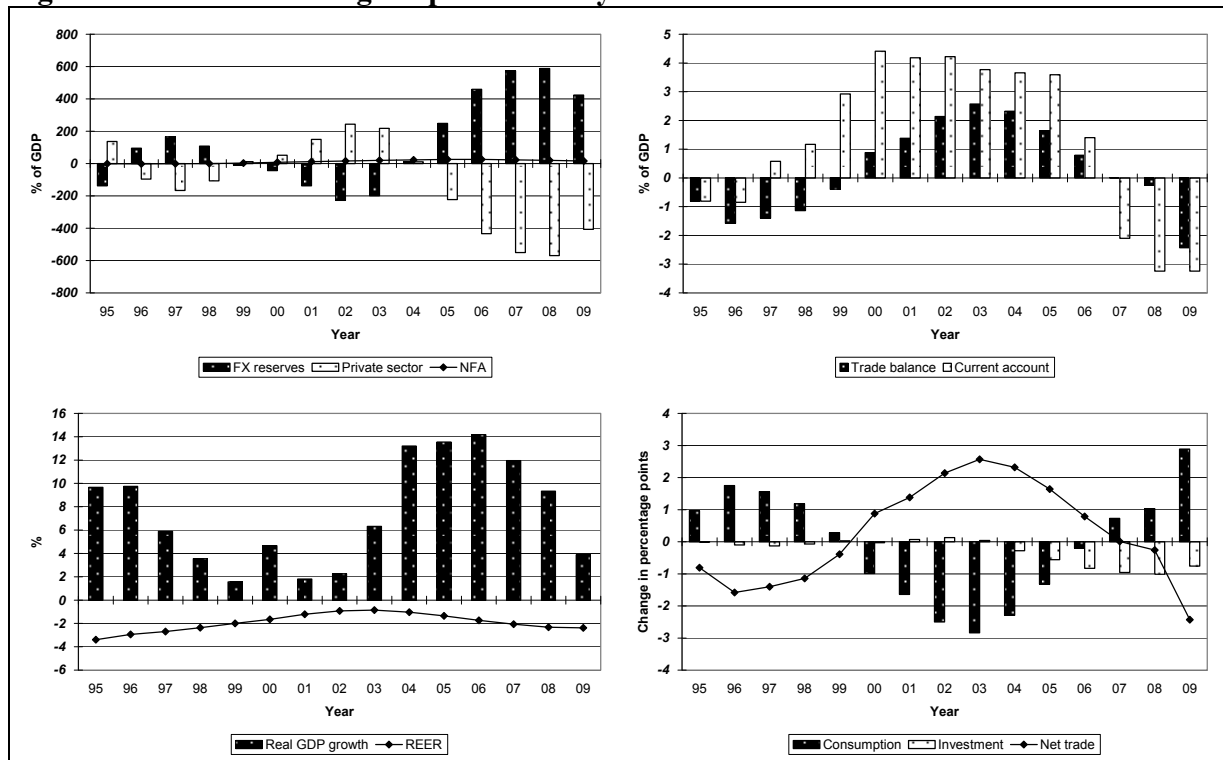 800
600
400
200
0
-200
-400
-600
-800
% of GDP
95 96 97 98 99 00 01 02 03 04 05 06 07 08 09
Year
FX reserves Private sector NFA
5
4
3
2
1
0
-1
-2
-3
-4
% of GDP
95 96 97 98 99 00 01 02 03 04 05 06 07 08 09
Year
Trade balance Current account
16
14
12
10
8
6
4
2
0
-2
-4
-6
%
95 96 97 98 99 00 01 02 03 04 05 06 07 08 09
Year
Real GDP growth REER
4
3
2
1
0
-1
-2
-3
-4
Change in percentage points
95 96 97 98 99 00 01 02 03 04 05 06 07 08 09
Year
Consumption Investment Net trade